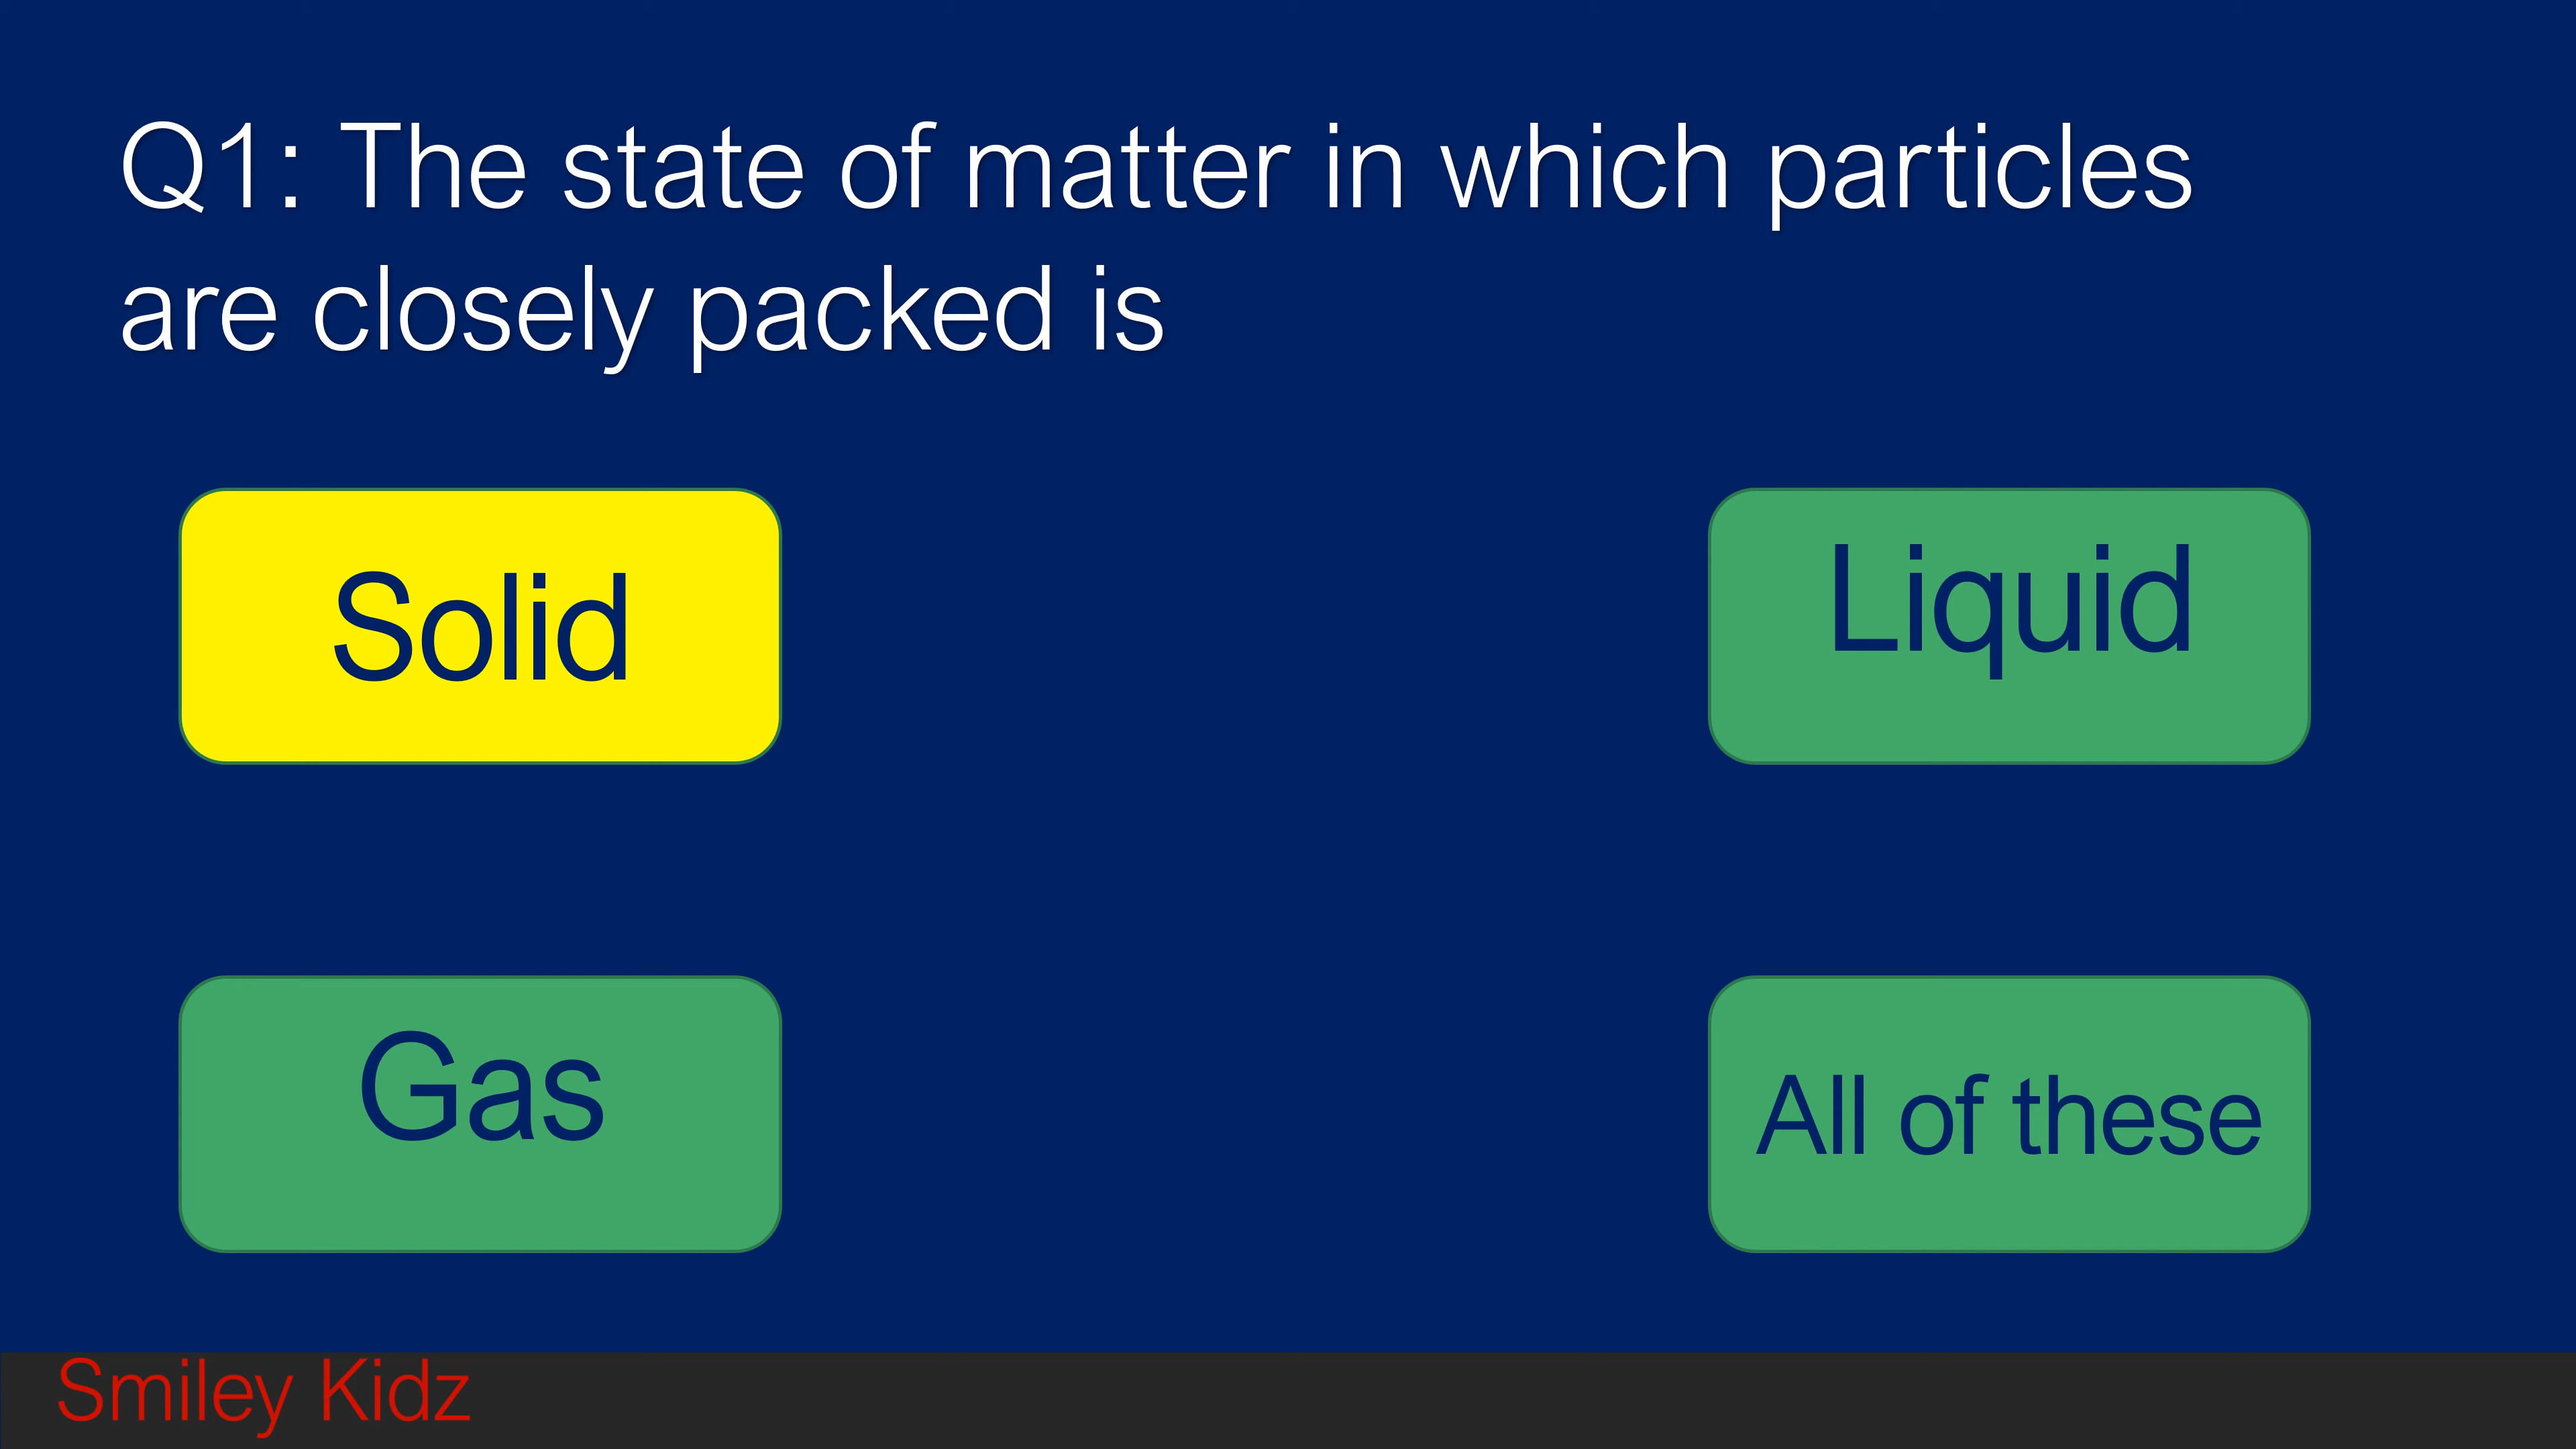 Q1: The state of matter in which particles
are closely packed is
Solid
Liquid
Gas
All of these
Smiley Kidz